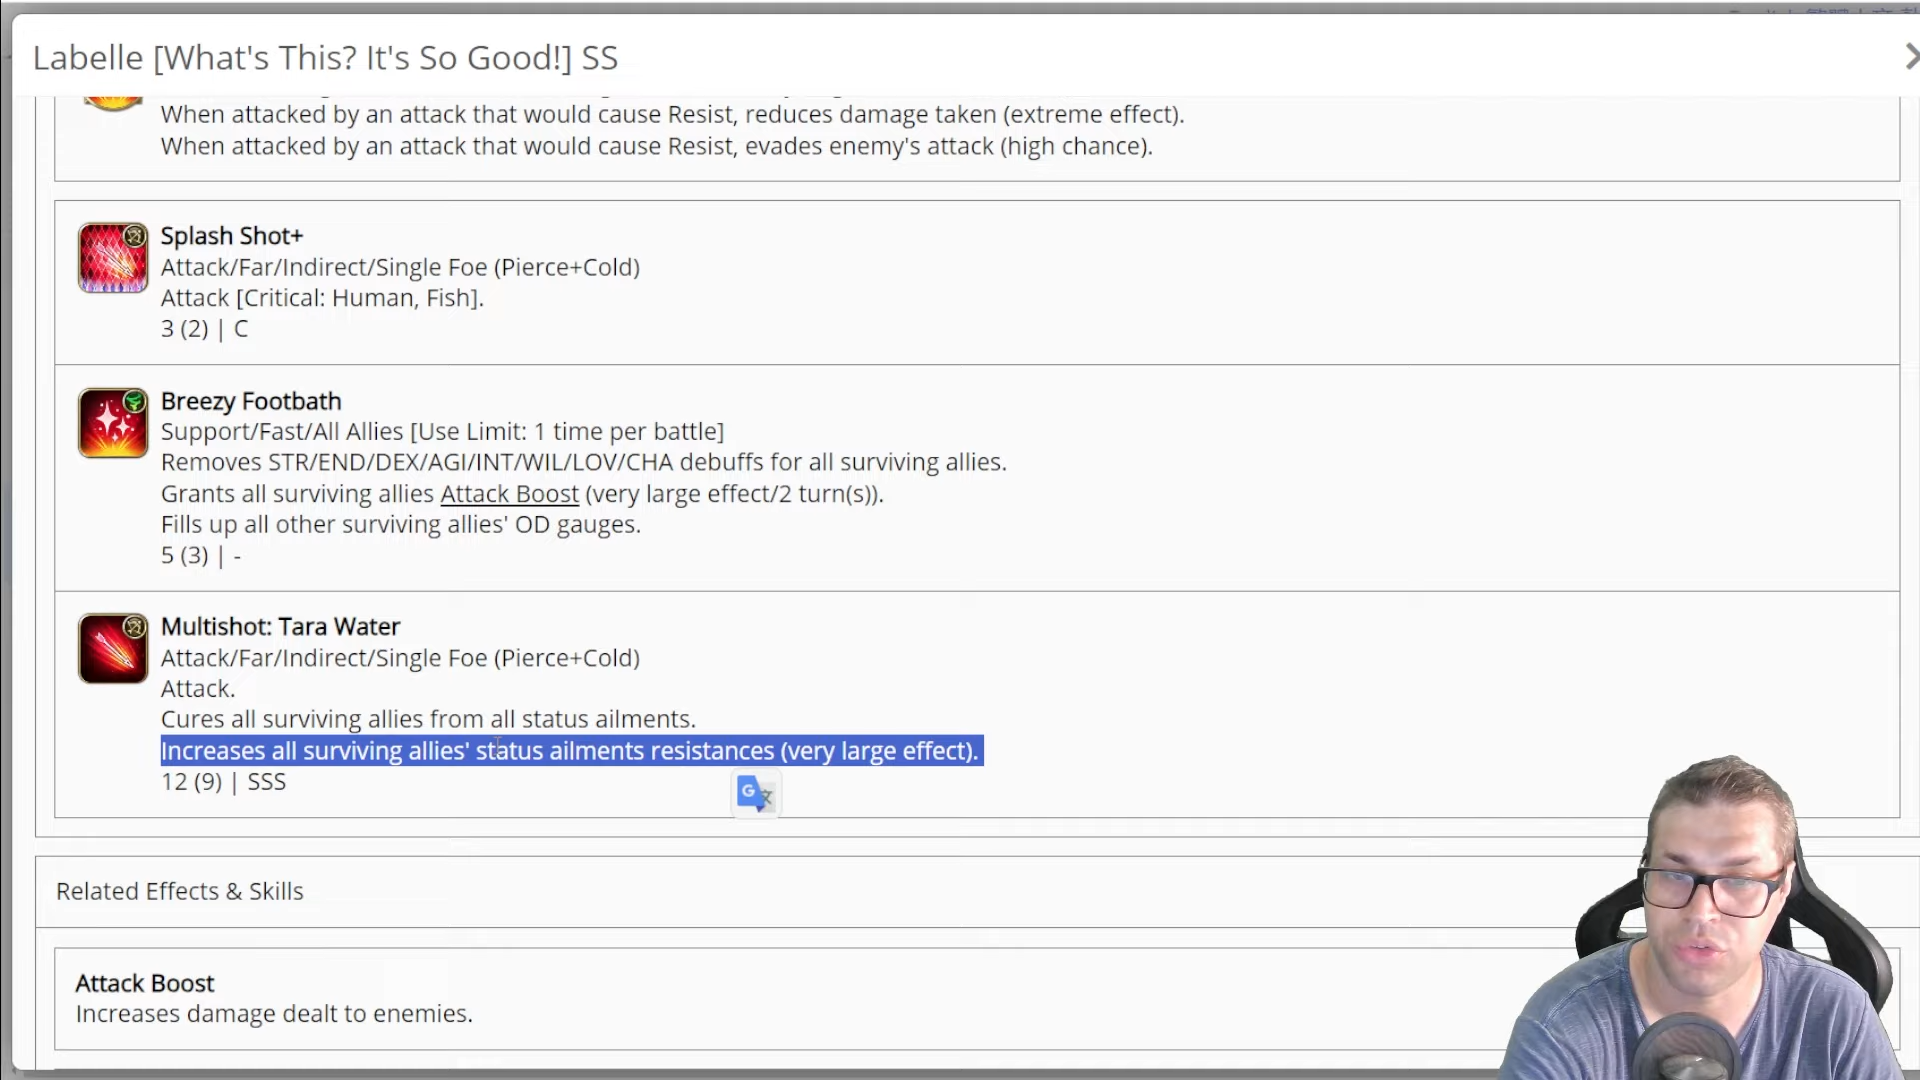 Labelle [What's This? It's So Good!] SS
When attacked by an attack that would cause Resist, reduces damage taken (extreme effect).
When attacked by an attack that would cause Resist, evades enemy's attack (high chance).
Splash Shot+
Attack/Far/Indirect/Single Foe (Pierce+Cold)
Attack [Critical: Human, Fish].
3 (2) | C
Breezy Footbath
Support/Fast/All Allies [Use Limit: 1 time per battle]
Removes STR/END/DEX/AGI/INT/WIL/LOV/CHA debuffs for all surviving allies.
Grants all surviving allies Attack Boost (very large effect/2 turn(s)).
Fills up all other surviving allies' OD gauges.
5 (3) | -
Multishot: Tara Water
Attack/Far/Indirect/Single Foe (Pierce+Cold)
Attack.
Cures all surviving allies from all status ailments.
Increases all surviving allies' status ailments resistances (very large effect).
12 (9) | SSS
Related Effects & Skills
Attack Boost
Increases damage dealt to enemies.